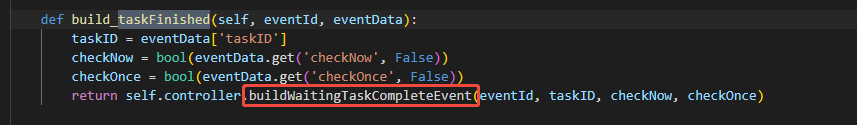 def build_taskFinished(self, eventId, eventData):
taskID = eventData['taskID']
checkNow = bool(eventData.get('checkNow', False))
checkOnce = bool(eventData.get('checkOnce', False))
return self.controller.buildWaitingTaskCompleteEvent(eventId, taskID, checkNow, checkOnce)